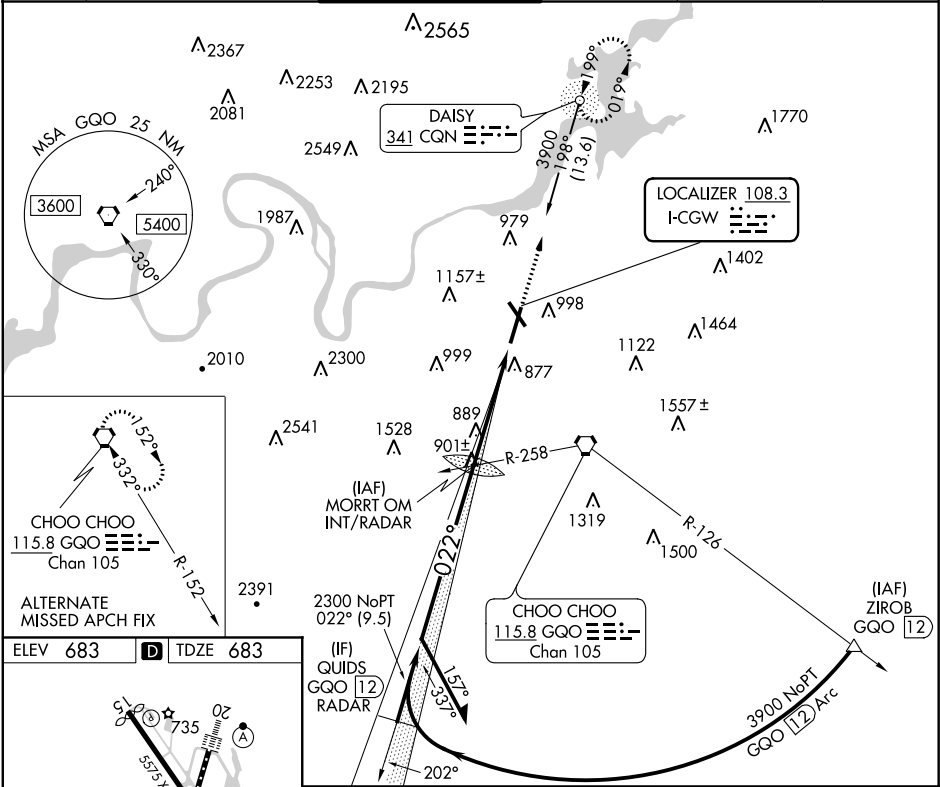 2565
2367
2253
2195
2081
199°
019°
DAISY
341 CQN
1770
MSA GQO 25 NM
240°
3600
5400
330°
2549
3900
198°
(13.6)
LOCALIZER 108.3
I-CGW
1987
979
1402
1157±
998
1464
2010
2300
999
877
1122
2541
1528
889
901±
1557±
R-258
(IAF)
MORRT OM
INT/RADAR
152°
332°
CHOO CHOO
115.8 GQO
Chan 105
R-152
ALTERNATE
MISSED APCH FIX
1319
R-126
1500
022°
2391
2300 NoPT
022° (9.5)
CHOO CHOO
115.8 GQO
Chan 105
(IAF)
ZIROB
GQO 12
(IF)
QUIDS
GQO 12
RADAR
157°
337°
3900 NoPT
GQO 12 Arc
202°
ELEV 683
D
TDZE 683
P
735
20
A
5575 X